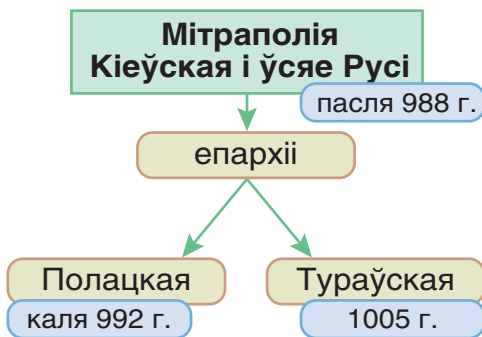 Мітраполія
Кіеўская і ўсяе Русі
пасля 988 г.
епархіі
Полацкая
каля 992 г.
Тураўская
1005 г.